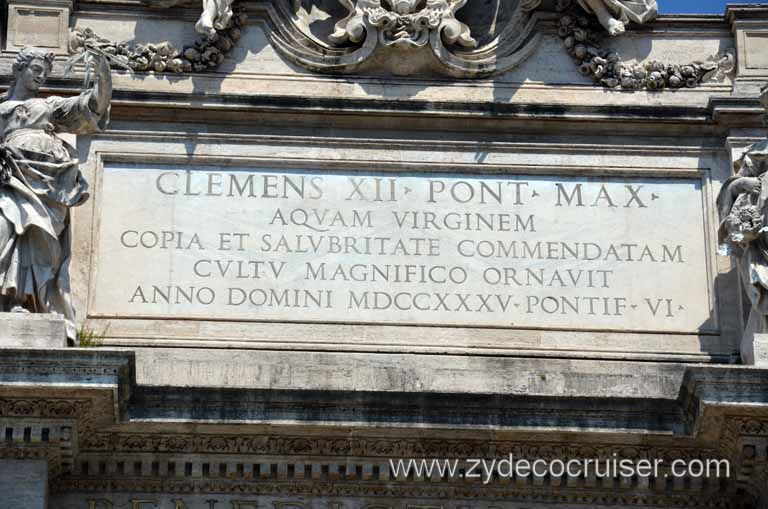 CLEMENS XII · PONT · MAX ·
AQVAM VIRGINEM
COPIA ET SALVBRITATE COMMENDATAM
CVLTV MAGNIFICO ORNAVIT
ANNO DOMINI MDCCXXXV · PONTIF · VI ·
www.zydecocruiser.com